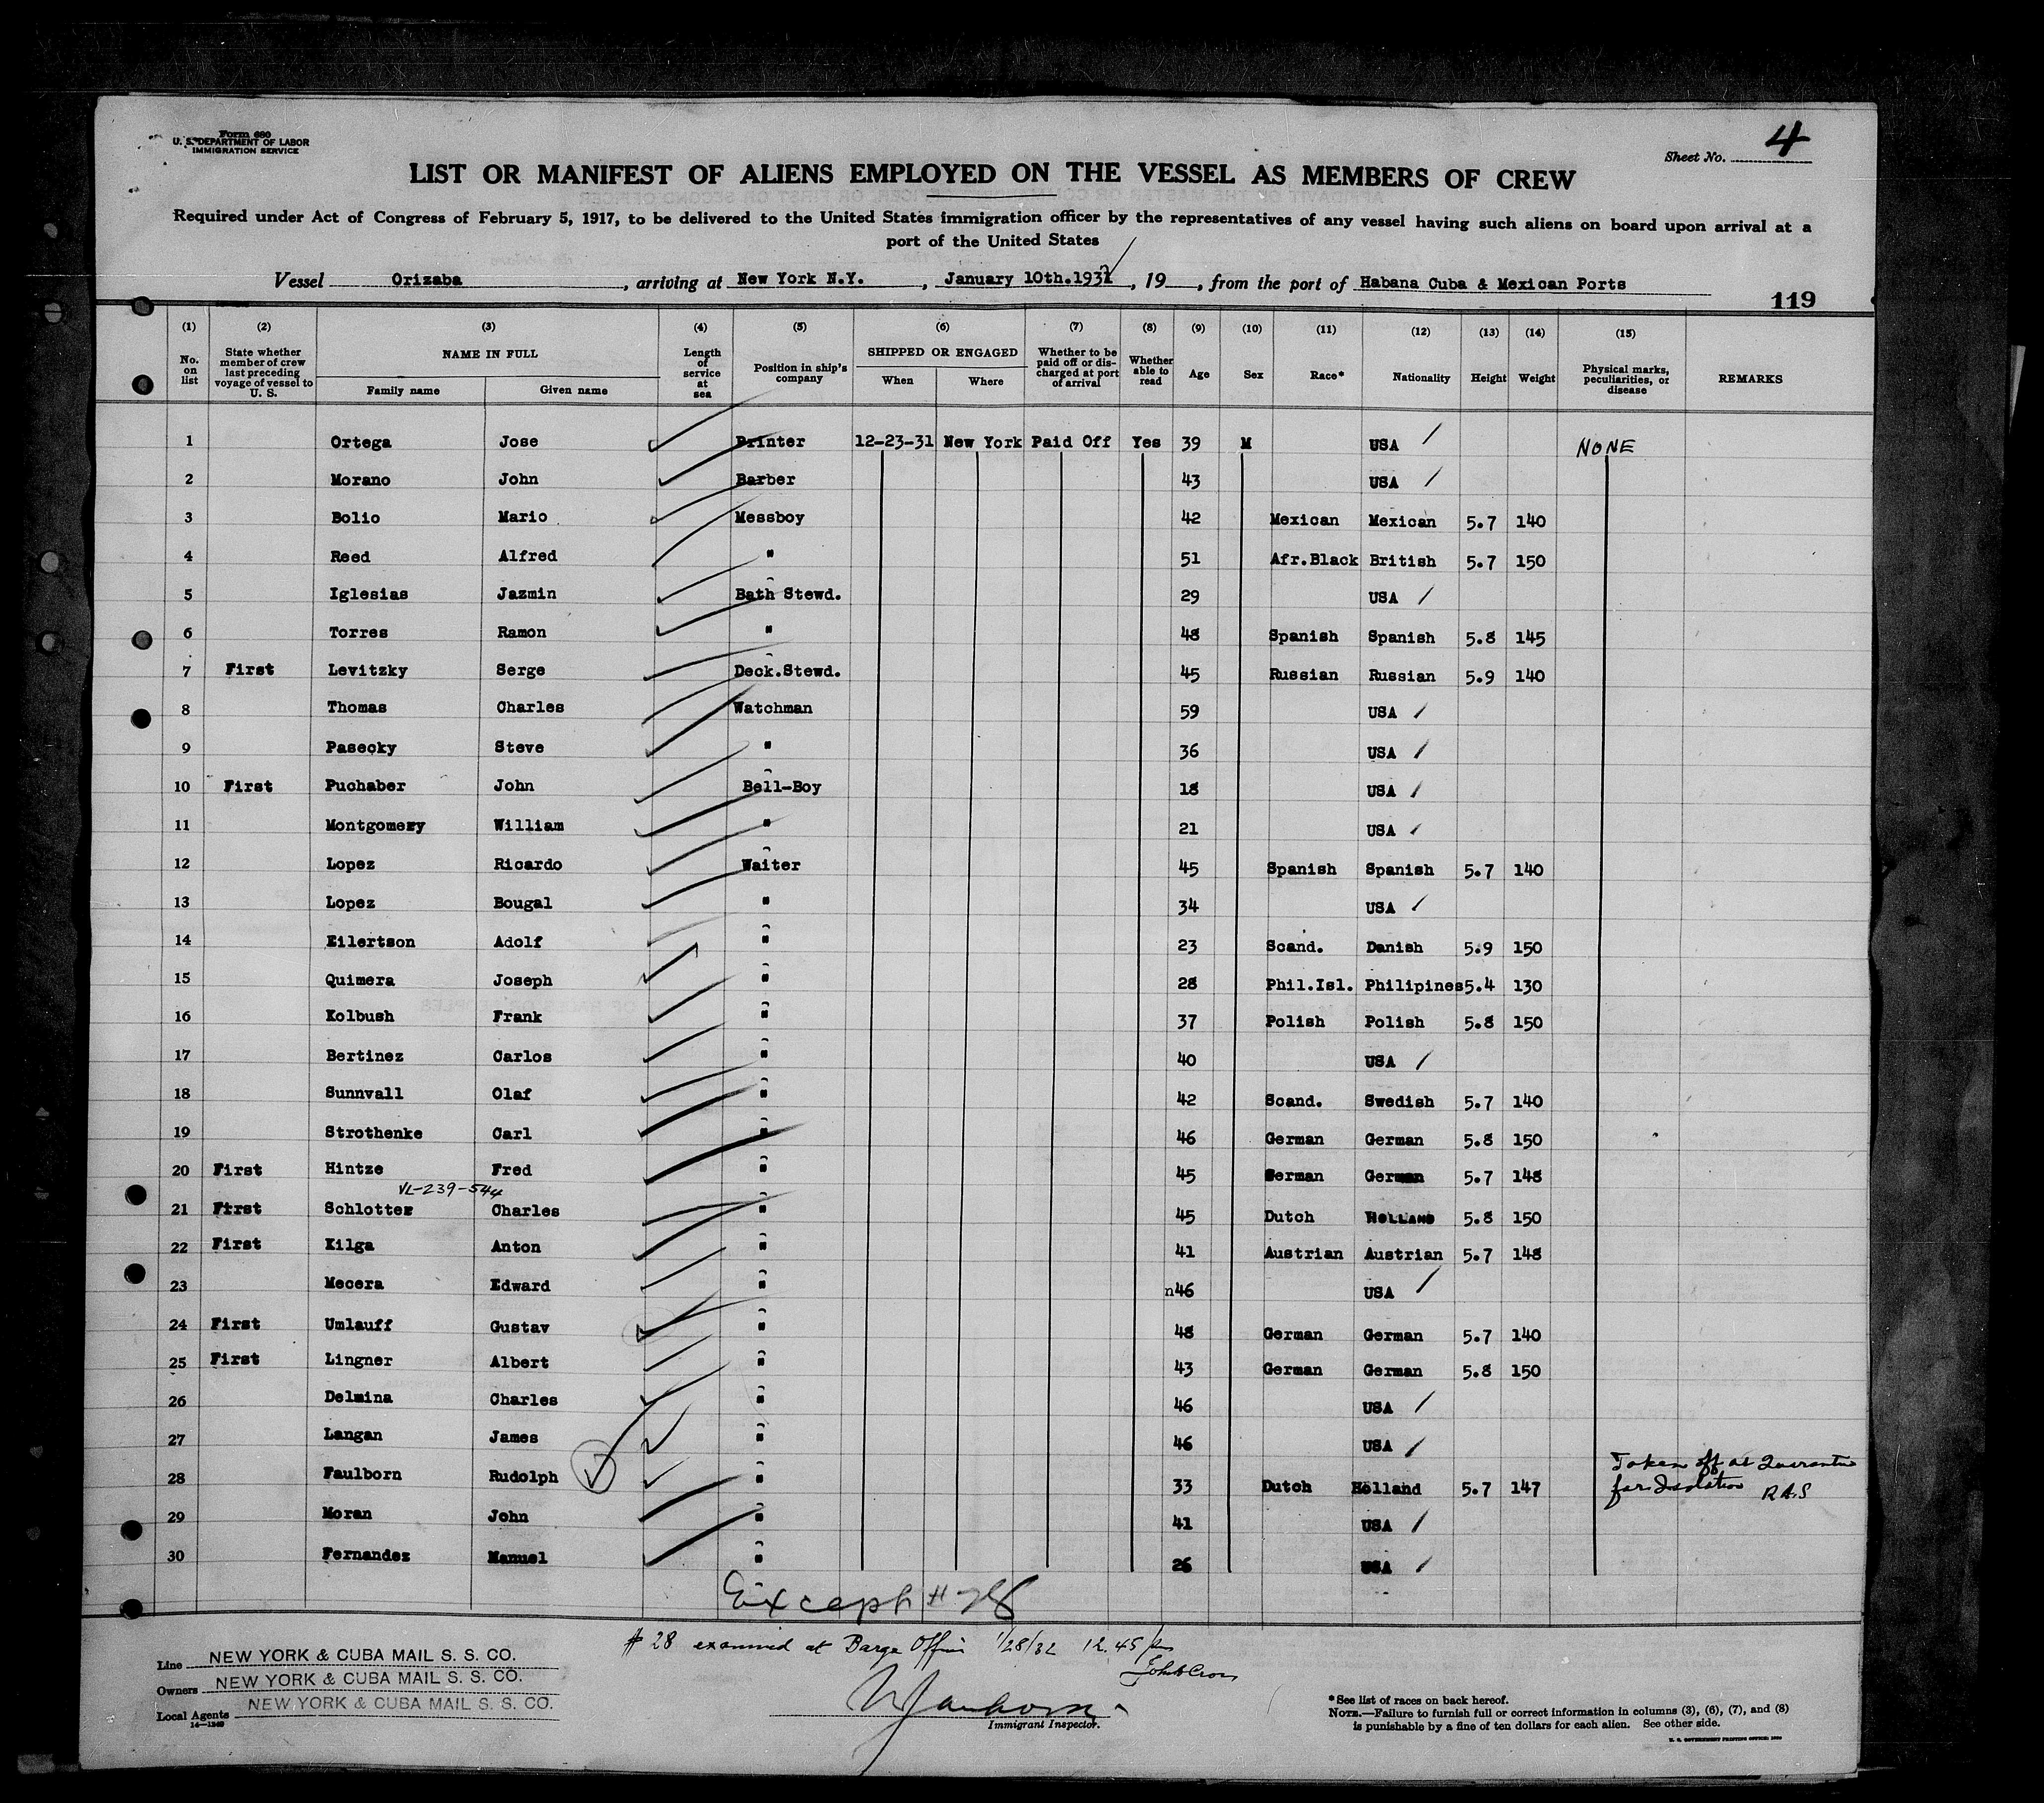 Form 680
U. S. DEPARTMENT OF LABOR
IMMIGRATION SERVICE
Sheet No. 4
LIST OR MANIFEST OF ALIENS EMPLOYED ON THE VESSEL AS MEMBERS OF CREW
Required under Act of Congress of February 5, 1917, to be delivered to the United States immigration officer by the representatives of any vessel having such aliens on board upon arrival at a
port of the United States
Vessel Orizaba, arriving at New York N.Y., January 10th.1932, 19, from the port of Habana Cuba & Mexican Ports
119
(1) (2) (3) (4) (5) (6) (7) (8) (9) (10) (11) (12) (13) (14) (15)
No. on list State whether member of crew last preceding voyage of vessel to U. S. NAME IN FULL Family name Given name Length of service at sea Position in ship's company SHIPPED OR ENGAGED When Where Whether to be paid off or discharged at port of arrival Whether able to read Age Sex Race* Nationality Height Weight Physical marks, peculiarities, or disease REMARKS
1 Ortega Jose Printer 12-23-31 New York Paid Off Yes 39 M USA NONE
2 Morano John Barber 43 USA
3 Bolio Mario Messboy 42 Mexican Mexican 5.7 140
4 Reed Alfred " 51 Afr.Black British 5.7 150
5 Iglesias Jazmin Bath Stewd. 29 USA
6 Torres Ramon " 48 Spanish Spanish 5.8 145
7 First Levitzky Serge Deck.Stewd. 45 Russian Russian 5.9 140
8 Thomas Charles Watchman 59 USA
9 Pasecky Steve " 36 USA
10 First Puchaber John Bell-Boy 18 USA
11 Montgomery William " 21 USA
12 Lopez Ricardo Waiter 45 Spanish Spanish 5.7 140
13 Lopez Bougal " 34 USA
14 Eilertson Adolf " 23 Scand. Danish 5.9 150
15 Quimera Joseph " 28 Phil.Isl. Philipines 5.4 130
16 Kolbush Frank " 37 Polish Polish 5.8 150
17 Bertinez Carlos " 40 USA
18 Sunnvall Olaf " 42 Scand. Swedish 5.7 140
19 Strothenke Carl " 46 German German 5.8 150
20 First Hintze Fred " 45 German German 5.7 148
VL-239-544
21 First Schlotter Charles " 45 Dutch HOLLAND 5.8 150
22 First Kilga Anton " 41 Austrian Austrian 5.7 148
23 Mecera Edward " n46 USA
24 First Umlauff Gustav " 48 German German 5.7 140
25 First Lingner Albert " 43 German German 5.8 150
26 Delmina Charles " 46 USA
27 Langan James " 46 USA
28 Faulborn Rudolph " 33 Dutch Holland 5.7 147 Taken off at Quarantine for Isolation R.A.S
29 Moran John " 41 USA
30 Fernandez Manuel " 26 USA
Except # 28
# 28 examined at Barge Office 1/28/32 12.45
Line NEW YORK & CUBA MAIL S. S. CO.
Owners NEW YORK & CUBA MAIL S. S. CO.
Local Agents NEW YORK & CUBA MAIL S. S. CO.
14-1240
Immigrant Inspector.
*See list of races on back hereof.
NOTE.—Failure to furnish full or correct information in columns (3), (6), (7), and (8)
is punishable by a fine of ten dollars for each alien. See other side.